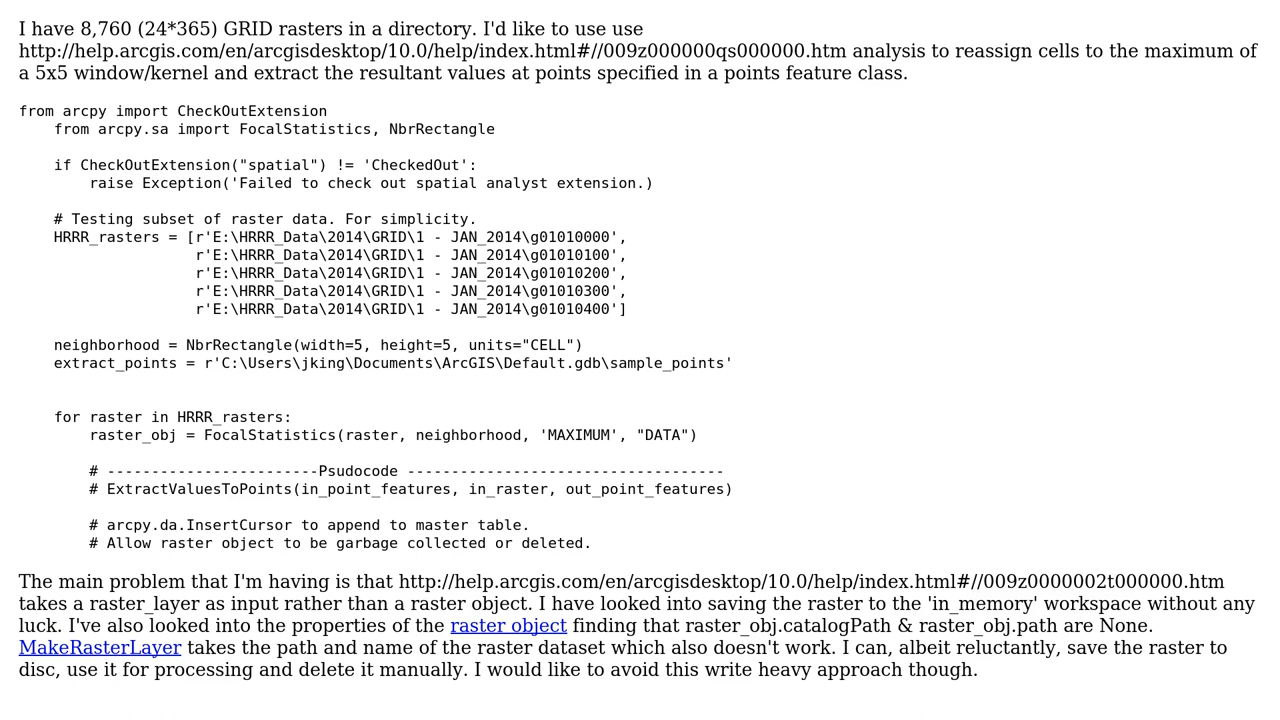 I have 8,760 (24*365) GRID rasters in a directory. I'd like to use use
http://help.arcgis.com/en/arcgisdesktop/10.0/help/index.html#//009z000000qs000000.htm analysis to reassign cells to the maximum of
a 5x5 window/kernel and extract the resultant values at points specified in a points feature class.
from arcpy import CheckOutExtension
    from arcpy.sa import FocalStatistics, NbrRectangle
    if CheckOutExtension("spatial") != 'CheckedOut':
        raise Exception('Failed to check out spatial analyst extension.)
    # Testing subset of raster data. For simplicity.
    HRRR_rasters = [r'E:\HRRR_Data\2014\GRID\1 - JAN_2014\g01010000',
                    r'E:\HRRR_Data\2014\GRID\1 - JAN_2014\g01010100',
                    r'E:\HRRR_Data\2014\GRID\1 - JAN_2014\g01010200',
                    r'E:\HRRR_Data\2014\GRID\1 - JAN_2014\g01010300',
                    r'E:\HRRR_Data\2014\GRID\1 - JAN_2014\g01010400']
    neighborhood = NbrRectangle(width=5, height=5, units="CELL")
    extract_points = r'C:\Users\jking\Documents\ArcGIS\Default.gdb\sample_points'
    for raster in HRRR_rasters:
        raster_obj = FocalStatistics(raster, neighborhood, 'MAXIMUM', "DATA")
        # ------------------------Psudocode ------------------------------------
        # ExtractValuesToPoints(in_point_features, in_raster, out_point_features)
        # arcpy.da.InsertCursor to append to master table.
        # Allow raster object to be garbage collected or deleted.
The main problem that I'm having is that http://help.arcgis.com/en/arcgisdesktop/10.0/help/index.html#//009z0000002t000000.htm
takes a raster_layer as input rather than a raster object. I have looked into saving the raster to the 'in_memory' workspace without any
luck. I've also looked into the properties of the raster object finding that raster_obj.catalogPath & raster_obj.path are None.
MakeRasterLayer takes the path and name of the raster dataset which also doesn't work. I can, albeit reluctantly, save the raster to
disc, use it for processing and delete it manually. I would like to avoid this write heavy approach though.